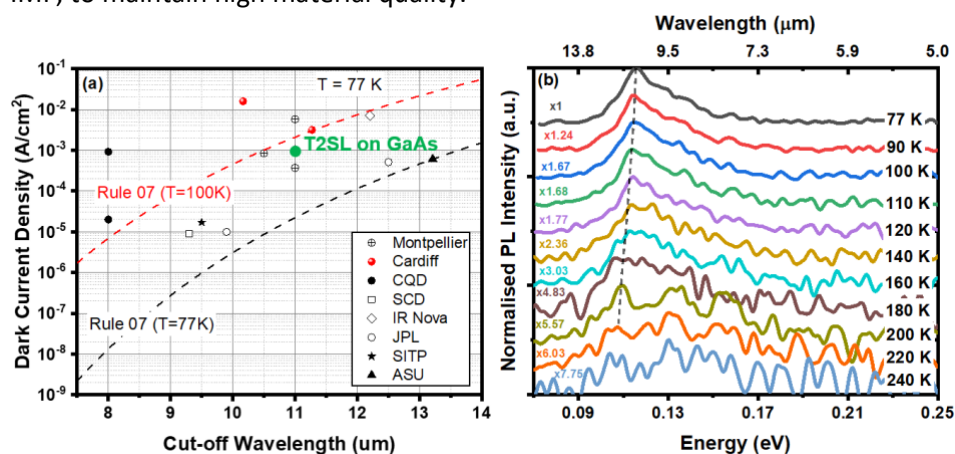 to maintain high material quality.
(a)
T = 77 K
T2SL on GaAs
Rule 07 (T=100K)
Rule 07 (T=77K)
Montpellier
Cardiff
CQD
SCD
IR Nova
JPL
SITP
ASU
Dark Current Density (A/cm2)
10-1
10-2
10-3
10-4
10-5
10-6
10-7
10-8
10-9
8 9 10 11 12 13 14
Cut-off Wavelength (um)
Wavelength (μm)
13.8 9.5 7.3 5.9 5.0
(b)
Normalised PL Intensity (a.u.)
x1 77 K
x1.24 90 K
x1.67 100 K
x1.68 110 K
x1.77 120 K
x2.36 140 K
x3.03 160 K
x4.83 180 K
x5.57 200 K
x6.03 220 K
x7.75 240 K
0.09 0.13 0.17 0.21 0.25
Energy (eV)